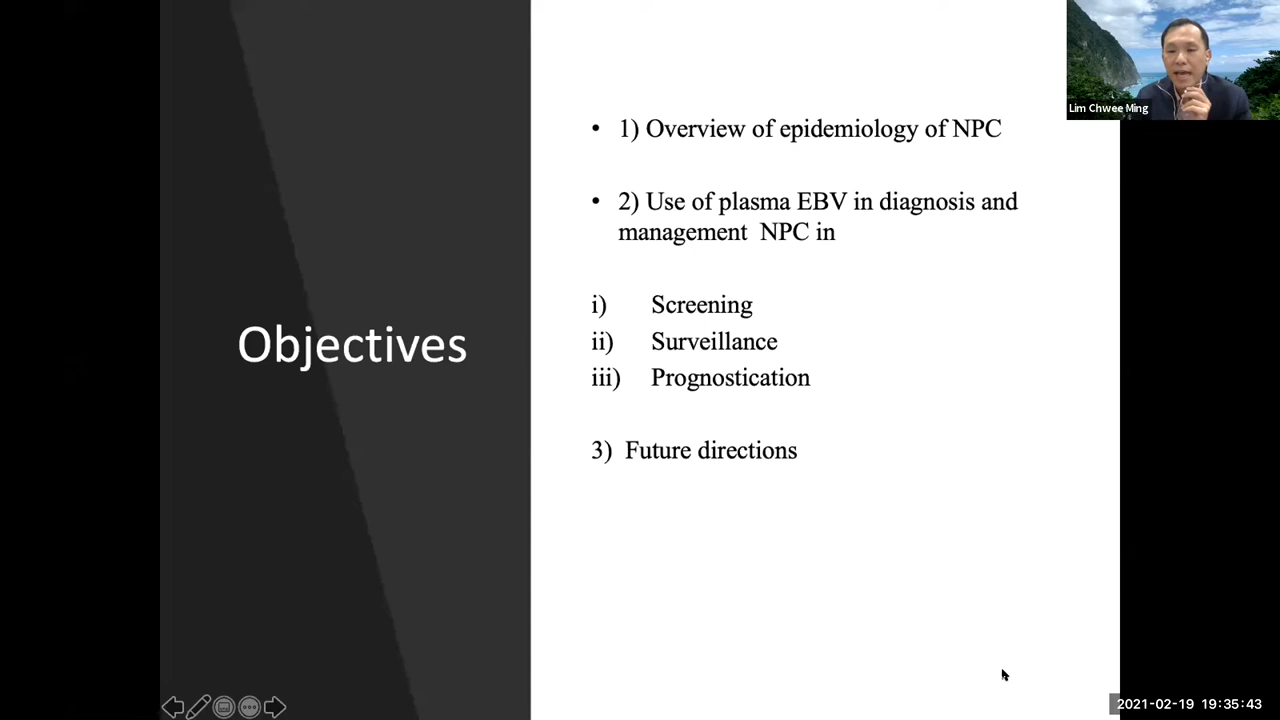 Lim Chwee Ming
Objectives
• 1) Overview of epidemiology of NPC
• 2) Use of plasma EBV in diagnosis and
management  NPC in
i) Screening
ii) Surveillance
iii) Prognostication
3)  Future directions
2021-02-19 19:35:43